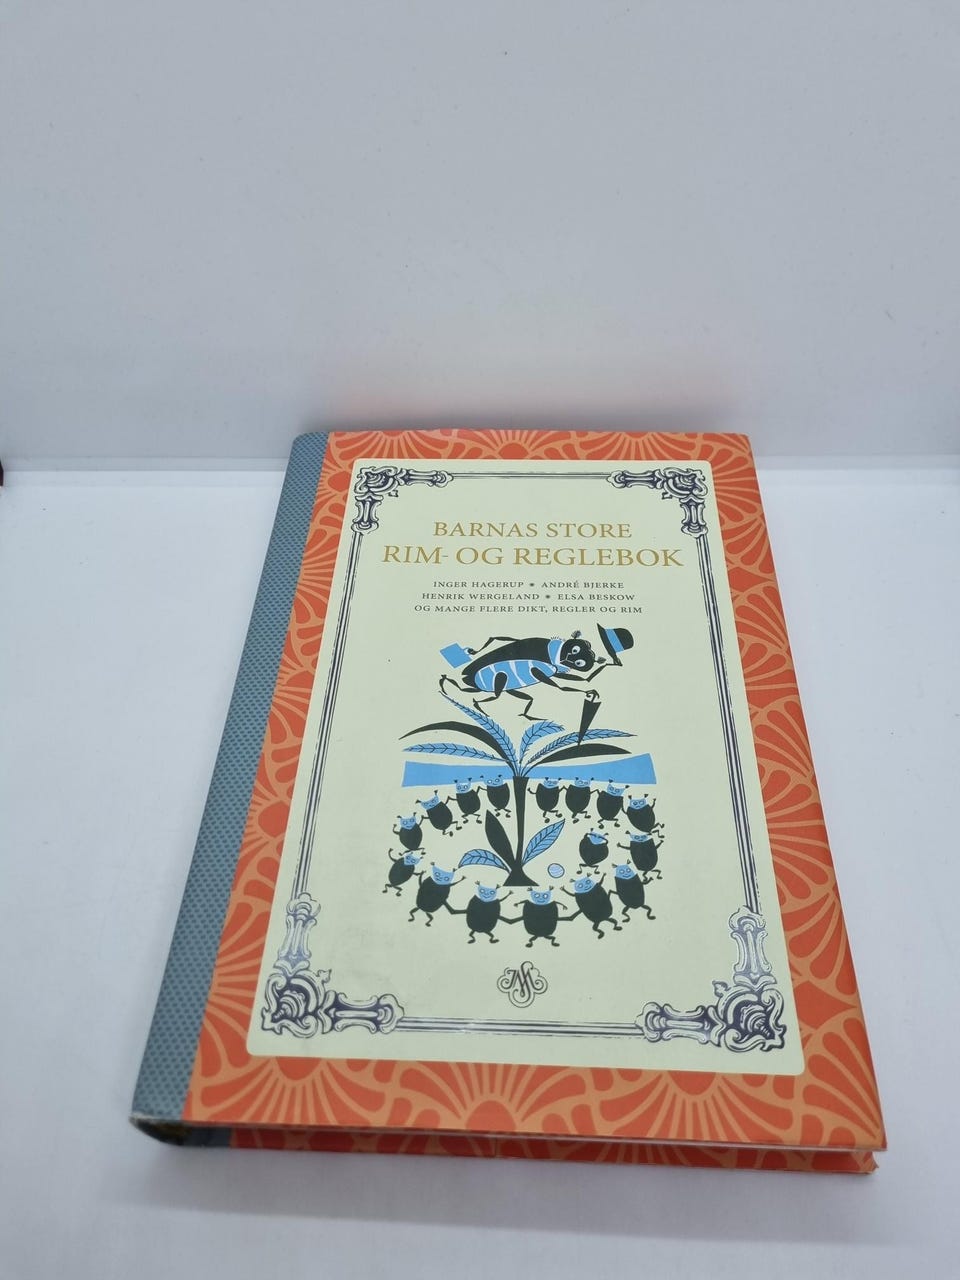 BARNAS STORE
RIM- OG REGLEBOK
INGER HAGERUP * ANDRÉ BJERKE
HENRIK WERGELAND * ELSA BESKOW
OG MANGE FLERE DIKT, REGLER OG RIM